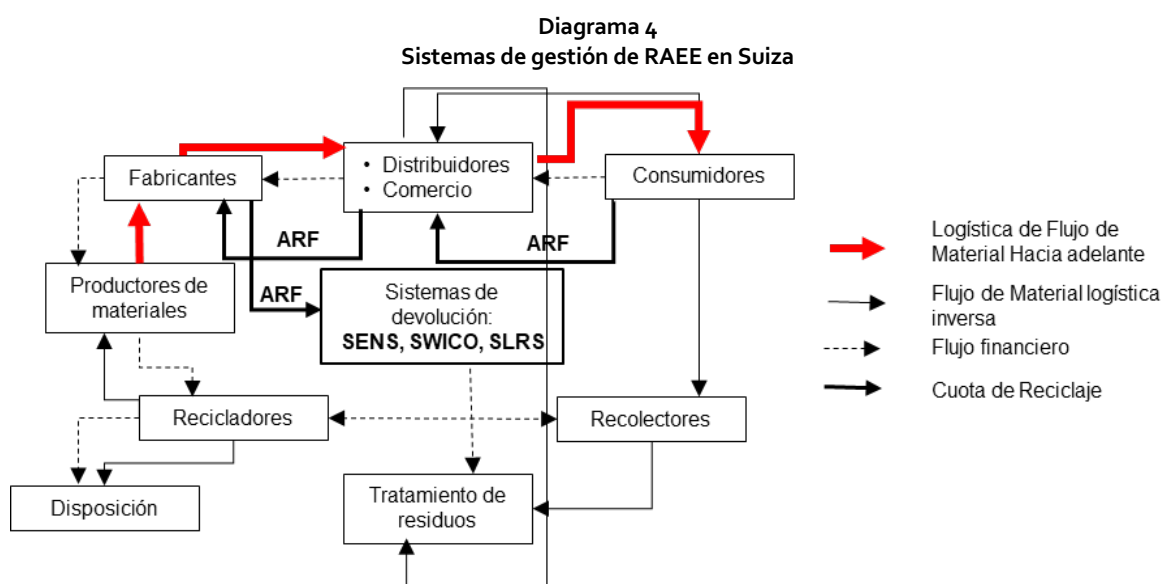 Diagrama 4
Sistemas de gestión de RAEE en Suiza
• Distribuidores
• Comercio
Fabricantes
Consumidores
ARF
ARF
ARF
Productores de
materiales
Sistemas de
devolución:
SENS, SWICO, SLRS
Recicladores
Recolectores
Disposición
Tratamiento de
residuos
Logística de Flujo de
Material Hacia adelante
Flujo de Material logística
inversa
Flujo financiero
Cuota de Reciclaje